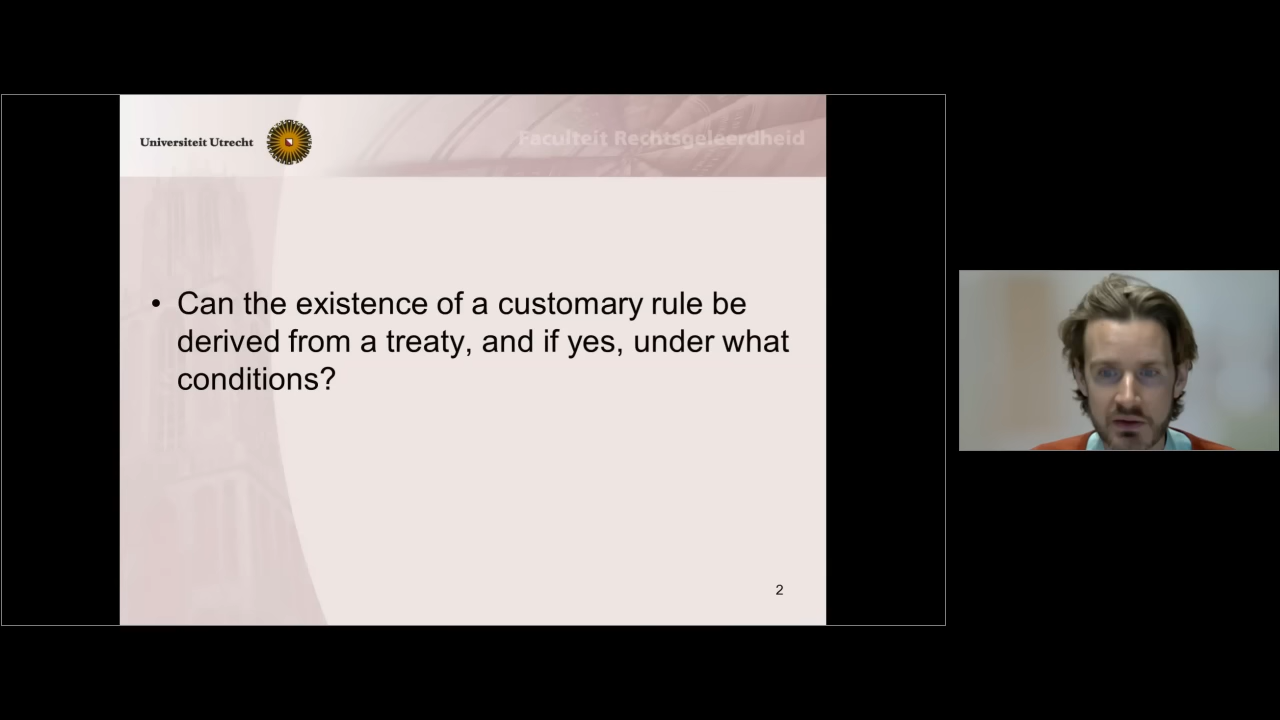 Universiteit Utrecht
Faculteit Rechtsgeleerdheid
• Can the existence of a customary rule be
derived from a treaty, and if yes, under what
conditions?
2